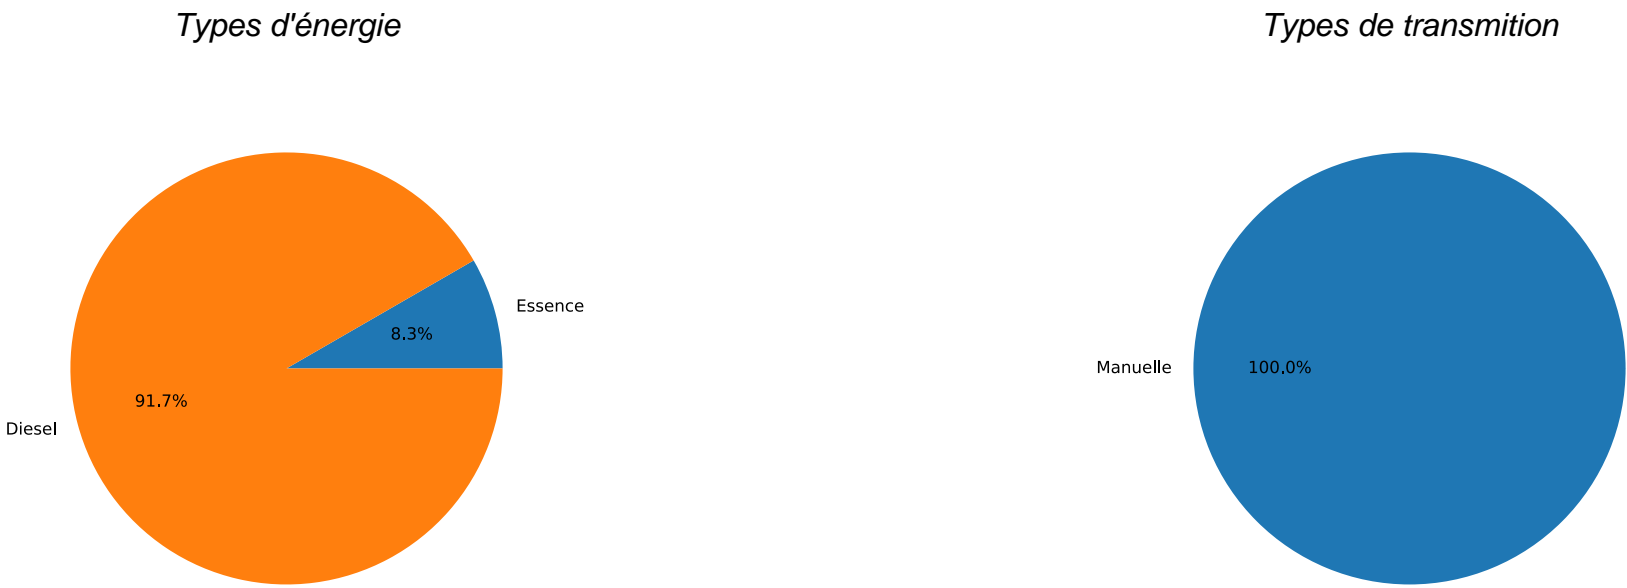 Types d'énergie
Types de transmition
Essence
8.3%
91.7%
Diesel
Manuelle
100.0%